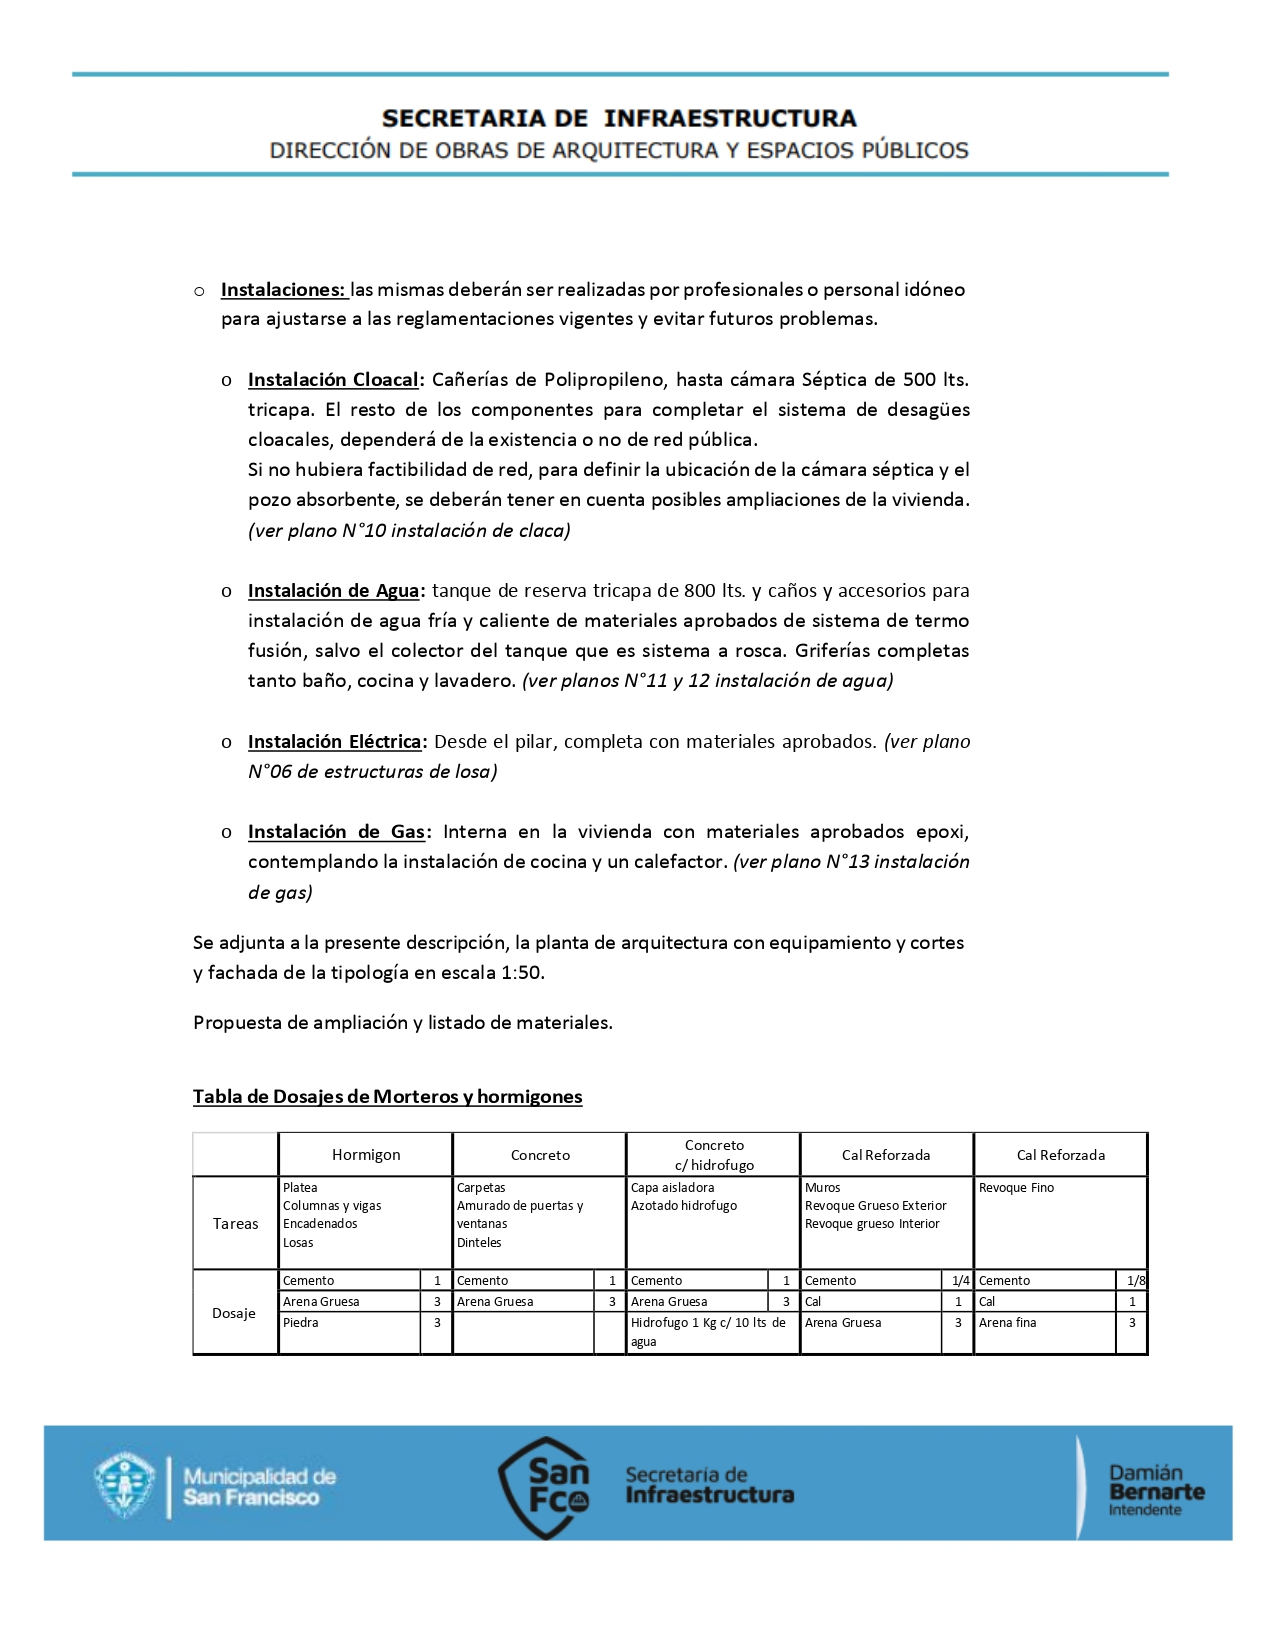 SECRETARIA DE  INFRAESTRUCTURA
DIRECCIÓN DE OBRAS DE ARQUITECTURA Y ESPACIOS PÚBLICOS
o Instalaciones: las mismas deberán ser realizadas por profesionales o personal idóneo
para ajustarse a las reglamentaciones vigentes y evitar futuros problemas.
o Instalación Cloacal: Cañerías de Polipropileno, hasta cámara Séptica de 500 lts.
tricapa. El resto de los componentes para completar el sistema de desagües
cloacales, dependerá de la existencia o no de red pública.
Si no hubiera factibilidad de red, para definir la ubicación de la cámara séptica y el
pozo absorbente, se deberán tener en cuenta posibles ampliaciones de la vivienda.
(ver plano N°10 instalación de claca)
o Instalación de Agua: tanque de reserva tricapa de 800 lts. y caños y accesorios para
instalación de agua fría y caliente de materiales aprobados de sistema de termo
fusión, salvo el colector del tanque que es sistema a rosca. Griferías completas
tanto baño, cocina y lavadero. (ver planos N°11 y 12 instalación de agua)
o Instalación Eléctrica: Desde el pilar, completa con materiales aprobados. (ver plano
N°06 de estructuras de losa)
o Instalación de Gas: Interna en la vivienda con materiales aprobados epoxi,
contemplando la instalación de cocina y un calefactor. (ver plano N°13 instalación
de gas)
Se adjunta a la presente descripción, la planta de arquitectura con equipamiento y cortes
y fachada de la tipología en escala 1:50.
Propuesta de ampliación y listado de materiales.
Tabla de Dosajes de Morteros y hormigones
Hormigon Concreto Concreto c/ hidrofugo Cal Reforzada Cal Reforzada
Tareas
Platea Carpetas Capa aisladora Muros Revoque Fino
Columnas y vigas Amurado de puertas y Azotado hidrofugo Revoque Grueso Exterior
Encadenados ventanas Revoque grueso Interior
Losas Dinteles
Dosaje
Cemento 1 Cemento 1 Cemento 1 Cemento 1/4 Cemento 1/8
Arena Gruesa 3 Arena Gruesa 3 Arena Gruesa 3 Cal 1 Cal 1
Piedra 3 Hidrofugo 1 Kg c/ 10 lts de Arena Gruesa 3 Arena fina 3
agua
Municipalidad de
San Francisco
San
Fco
Secretaría de
Infraestructura
Damián
Bernarte
Intendente